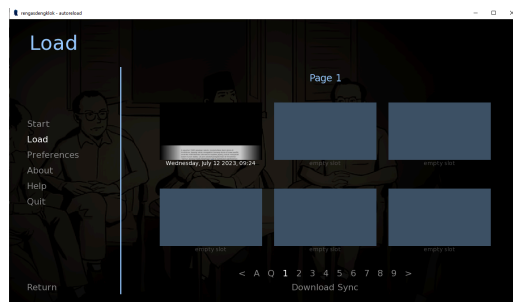 rengasdengklok - autoreload
Load
Page 1
Start
Load
Preferences
About
Help
Quit
Wednesday, July 12 2023, 09:24
empty slot
empty slot
empty slot
empty slot
empty slot
< A Q 1 2 3 4 5 6 7 8 9 >
Return
Download Sync